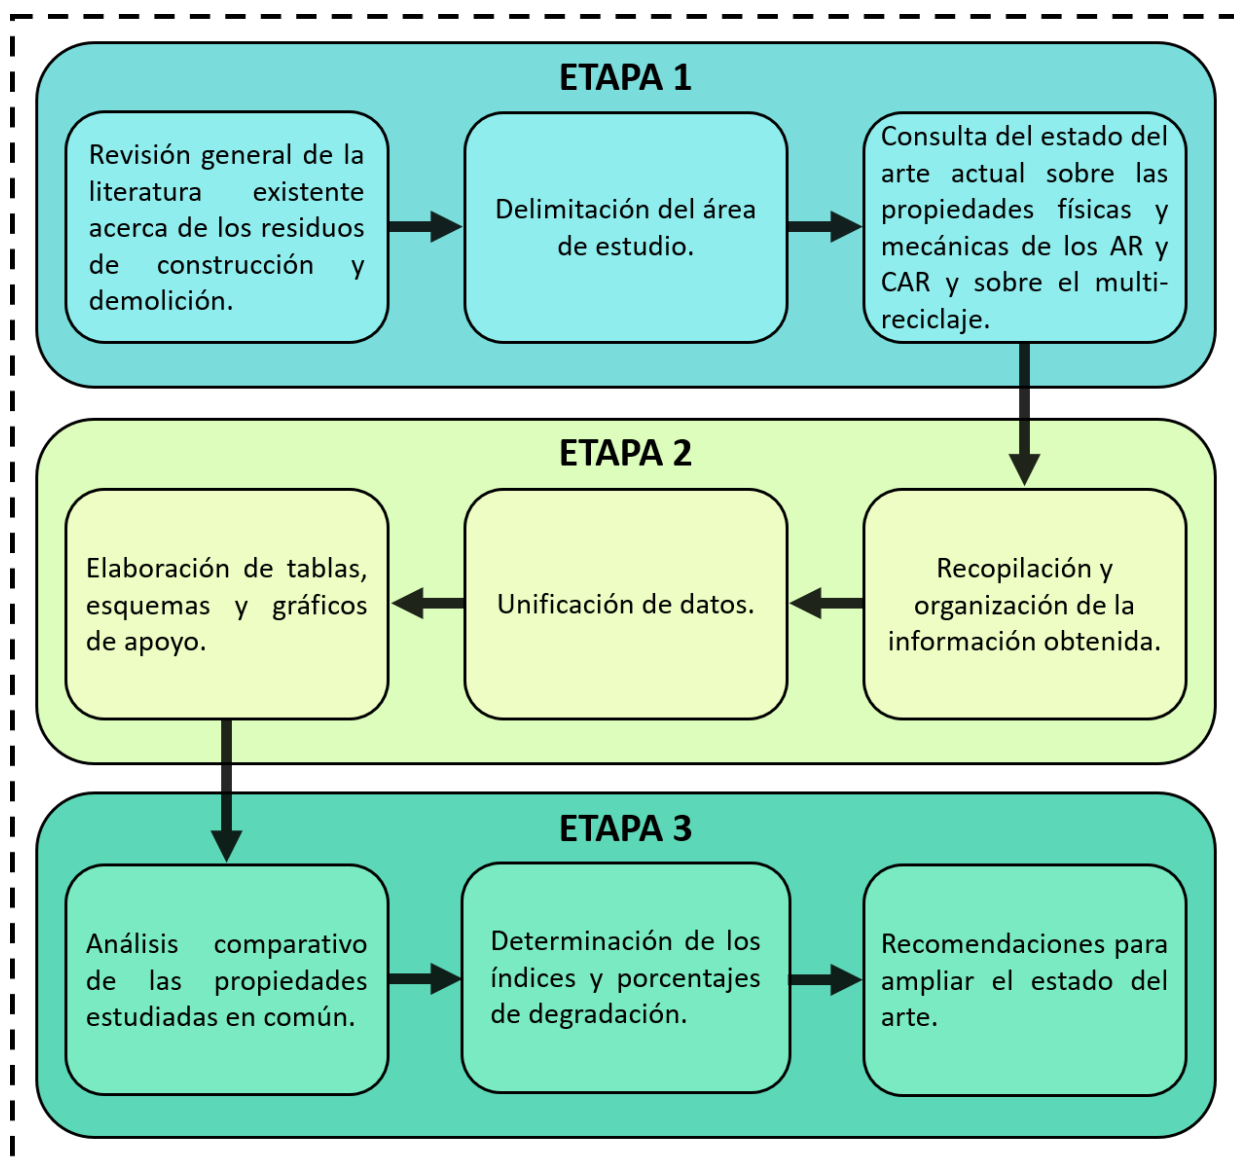 ETAPA 1
Revisión general de la
literatura existente
acerca de los residuos
de construcción y
demolición.
Delimitación del área
de estudio.
Consulta del estado del
arte actual sobre las
propiedades físicas y
mecánicas de los AR y
CAR y sobre el multi-
reciclaje.
ETAPA 2
Recopilación y
organización de la
información obtenida.
Unificación de datos.
Elaboración de tablas,
esquemas y gráficos
de apoyo.
ETAPA 3
Análisis comparativo
de las propiedades
estudiadas en común.
Determinación de los
índices y porcentajes
de degradación.
Recomendaciones para
ampliar el estado del
arte.